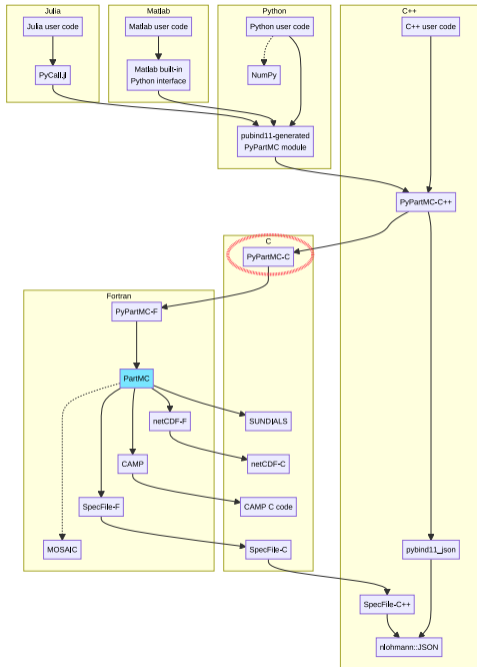 Julia
Matlab
Python
C++
Julia user code
Matlab user code
Python user code
C++ user code
PyCall.jl
Matlab built-in
Python interface
NumPy
pubind11-generated
PyPartMC module
PyPartMC-C++
C
PyPartMC-C
Fortran
PyPartMC-F
PartMC
netCDF-F
SUNDIALS
CAMP
netCDF-C
SpecFile-F
CAMP C code
MOSAIC
SpecFile-C
pybind11_json
SpecFile-C++
nlohmann::JSON